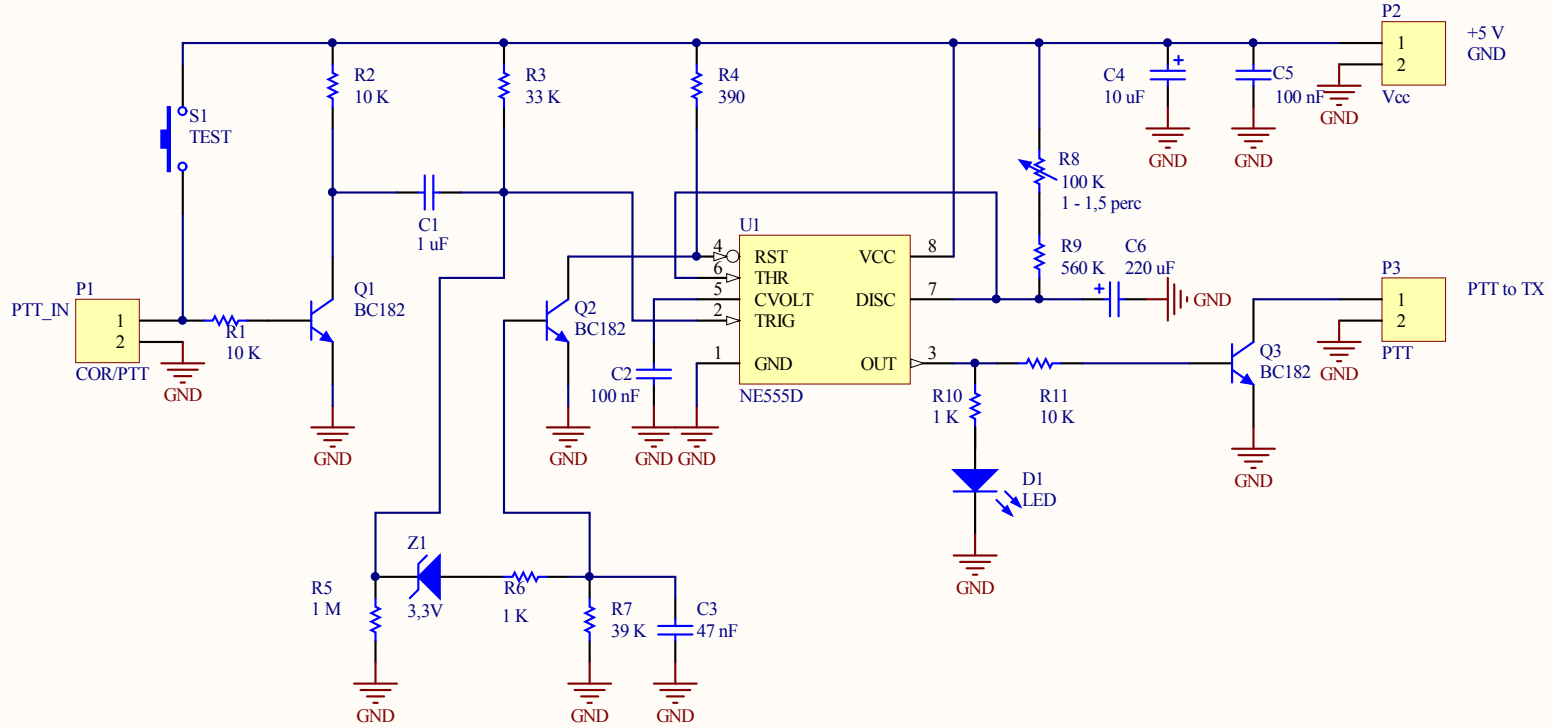 P2
+5 V
GND
1
2
Vcc
GND
R2
10 K
R3
33 K
R4
390
C4
10 uF
GND
C5
100 nF
GND
S1
TEST
R8
100 K
1 - 1,5 perc
C1
1 uF
U1
4
RST
6
THR
5
CVOLT
2
TRIG
1
GND
VCC
8
DISC
7
OUT
3
NE555D
R9
560 K
C6
220 uF
GND
P1
PTT_IN
1
2
COR/PTT
GND
R1
10 K
Q1
BC182
GND
Q2
BC182
GND
C2
100 nF
GND
GND
P3
PTT to TX
1
2
PTT
GND
Q3
BC182
GND
R10
1 K
R11
10 K
D1
LED
GND
Z1
3,3V
R5
1 M
GND
R6
1 K
R7
39 K
GND
C3
47 nF
GND